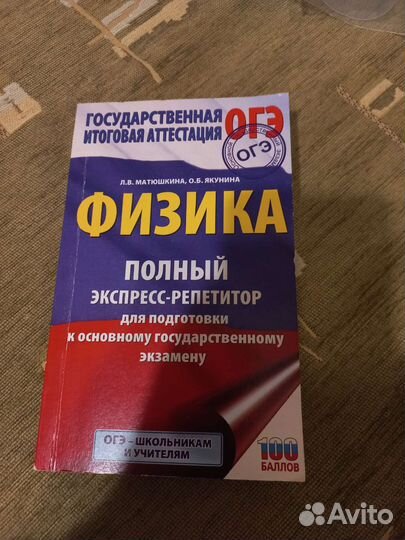 ГОСУДАРСТВЕННАЯ
ИТОГОВАЯ АТТЕСТАЦИЯ
ОГЭ
ОГЭ
Л.В. МАТЮШКИНА, О.Б. ЯКУНИНА
ФИЗИКА
ПОЛНЫЙ
ЭКСПРЕСС-РЕПЕТИТОР
для подготовки
к основному государственному
экзамену
ОГЭ – ШКОЛЬНИКАМ
И УЧИТЕЛЯМ
100
БАЛЛОВ
Avito